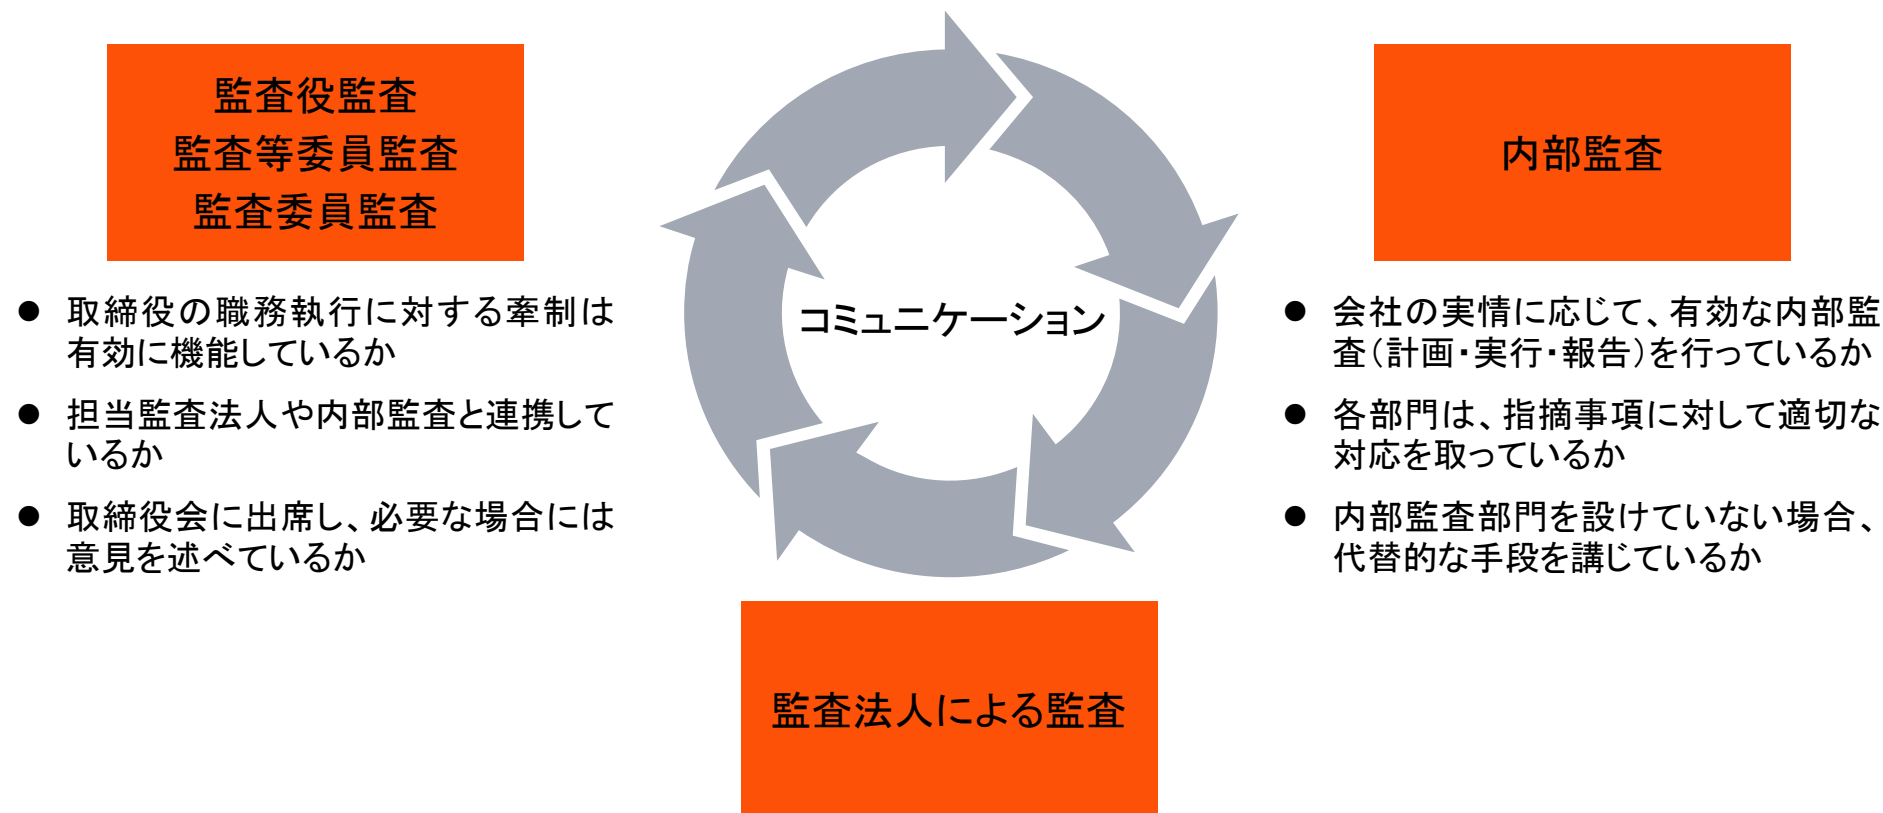 監査役監査
監査等委員監査
監査委員監査
● 取締役の職務執行に対する牽制は
有効に機能しているか
● 担当監査法人や内部監査と連携して
いるか
● 取締役会に出席し、必要な場合には
意見を述べているか
コミュニケーション
内部監査
● 会社の実情に応じて、有効な内部監
査(計画・実行・報告)を行っているか
● 各部門は、指摘事項に対して適切な
対応を取っているか
● 内部監査部門を設けていない場合、
代替的な手段を講じているか
監査法人による監査